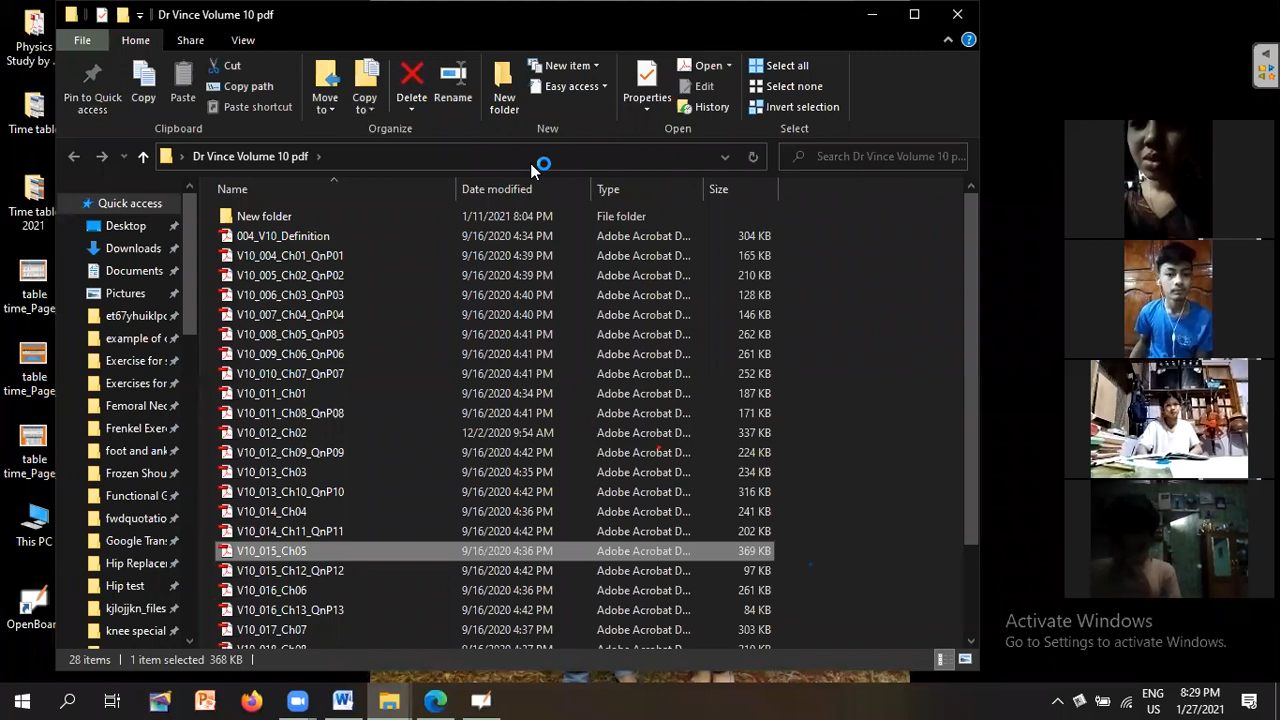 Dr Vince Volume 10 pdf
File
Home
Share
View
Pin to Quick access
Copy
Paste
Cut
Copy path
Paste shortcut
Clipboard
Move to
Copy to
Delete
Rename
Organize
New folder
New item
Easy access
New
Properties
Open
Edit
History
Open
Select all
Select none
Invert selection
Select
Dr Vince Volume 10 pdf
Search Dr Vince Volume 10 p...
Name Date modified Type Size
New folder 1/11/2021 8:04 PM File folder
004_V10_Definition 9/16/2020 4:34 PM Adobe Acrobat D... 304 KB
V10_004_Ch01_QnP01 9/16/2020 4:39 PM Adobe Acrobat D... 165 KB
V10_005_Ch02_QnP02 9/16/2020 4:39 PM Adobe Acrobat D... 210 KB
V10_006_Ch03_QnP03 9/16/2020 4:40 PM Adobe Acrobat D... 128 KB
V10_007_Ch04_QnP04 9/16/2020 4:40 PM Adobe Acrobat D... 146 KB
V10_008_Ch05_QnP05 9/16/2020 4:41 PM Adobe Acrobat D... 262 KB
V10_009_Ch06_QnP06 9/16/2020 4:41 PM Adobe Acrobat D... 261 KB
V10_010_Ch07_QnP07 9/16/2020 4:41 PM Adobe Acrobat D... 252 KB
V10_011_Ch01 9/16/2020 4:34 PM Adobe Acrobat D... 187 KB
V10_011_Ch08_QnP08 9/16/2020 4:41 PM Adobe Acrobat D... 171 KB
V10_012_Ch02 12/2/2020 9:54 AM Adobe Acrobat D... 337 KB
V10_012_Ch09_QnP09 9/16/2020 4:42 PM Adobe Acrobat D... 224 KB
V10_013_Ch03 9/16/2020 4:35 PM Adobe Acrobat D... 234 KB
V10_013_Ch10_QnP10 9/16/2020 4:42 PM Adobe Acrobat D... 316 KB
V10_014_Ch04 9/16/2020 4:36 PM Adobe Acrobat D... 241 KB
V10_014_Ch11_QnP11 9/16/2020 4:42 PM Adobe Acrobat D... 202 KB
V10_015_Ch05 9/16/2020 4:36 PM Adobe Acrobat D... 369 KB
V10_015_Ch12_QnP12 9/16/2020 4:42 PM Adobe Acrobat D... 97 KB
V10_016_Ch06 9/16/2020 4:36 PM Adobe Acrobat D... 261 KB
V10_016_Ch13_QnP13 9/16/2020 4:42 PM Adobe Acrobat D... 84 KB
V10_017_Ch07 9/16/2020 4:37 PM Adobe Acrobat D... 303 KB
Quick access
Desktop
Downloads
Documents
Pictures
et67yhuiklpc
example of c
Exercise for s
Exercises for
Femoral Nec
Frenkel Exer
foot and ank
Frozen Shou
Functional G
fwdquotatio
Google Tran
Hip Replace
Hip test
kjlojjkn_files
knee special
28 items
1 item selected 368 KB
Physics
Study by ...
Time table
Time table
2021
table
time_Page
table
time_Page
table
time_Page
This PC
OpenBoar
Activate Windows
Go to Settings to activate Windows.
ENG
US
8:29 PM
1/27/2021